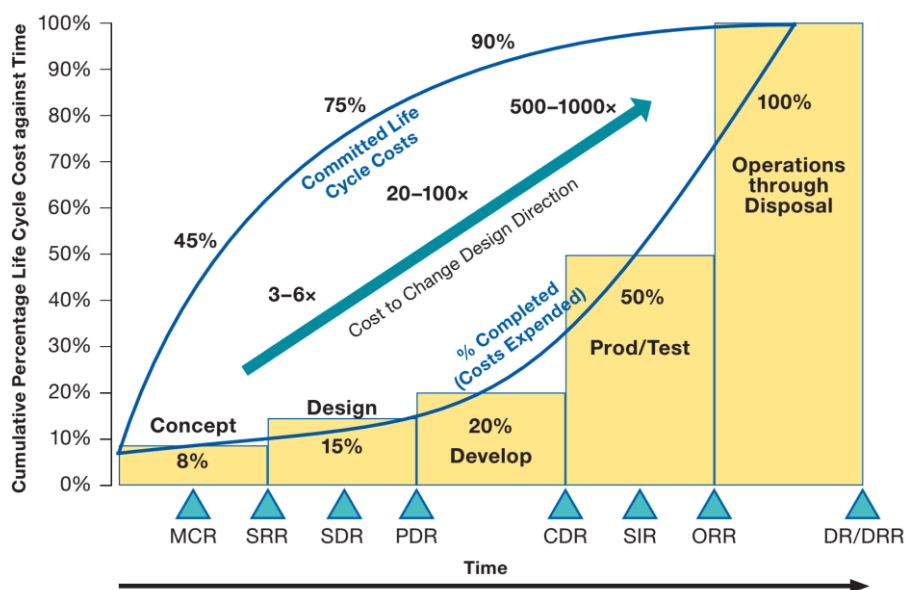 Cumulative Percentage Life Cycle Cost against Time
100%
90%
80%
70%
60%
50%
40%
30%
20%
10%
0%
45%
75%
90%
Committed Life
Cycle Costs
3–6×
20–100×
500–1000×
Cost to Change Design Direction
% Completed
(Costs Expended)
Concept
8%
Design
15%
20%
Develop
50%
Prod/Test
100%
Operations
through
Disposal
MCR
SRR
SDR
PDR
CDR
SIR
ORR
DR/DRR
Time